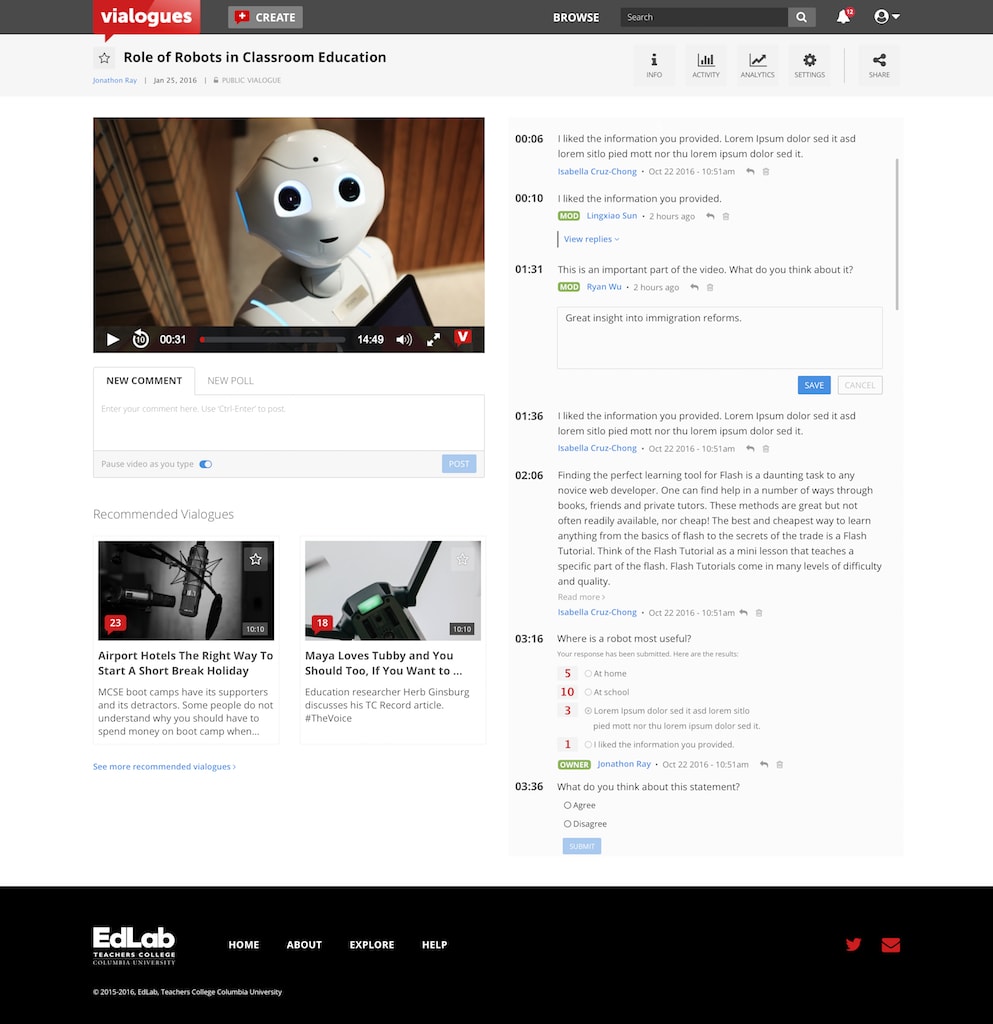 vialogues
CREATE
BROWSE
Search
12
Role of Robots in Classroom Education
Jonathon Ray | Jan 25, 2016 | PUBLIC VIALOGUE
INFO
ACTIVITY
ANALYTICS
SETTINGS
SHARE
10
00:31
14:49
V
NEW COMMENT
NEW POLL
Enter your comment here. Use 'Ctrl-Enter' to post.
Pause video as you type
POST
Recommended Vialogues
23
10:10
Airport Hotels The Right Way To
Start A Short Break Holiday
MCSE boot camps have its supporters
and its detractors. Some people do not
understand why you should have to
spend money on boot camp when...
18
10:10
Maya Loves Tubby and You
Should Too, If You Want to ...
Education researcher Herb Ginsburg
discusses his TC Record article.
#TheVoice
See more recommended vialogues ›
00:06
I liked the information you provided. Lorem Ipsum dolor sed it asd
lorem sitlo pied mott nor thu lorem ipsum dolor sed it.
Isabella Cruz-Chong • Oct 22 2016 - 10:51am
00:10
I liked the information you provided.
MOD Lingxiao Sun • 2 hours ago
View replies
01:31
This is an important part of the video. What do you think about it?
MOD Ryan Wu • 2 hours ago
Great insight into immigration reforms.
SAVE
CANCEL
01:36
I liked the information you provided. Lorem Ipsum dolor sed it asd
lorem sitlo pied mott nor thu lorem ipsum dolor sed it.
Isabella Cruz-Chong • Oct 22 2016 - 10:51am
02:06
Finding the perfect learning tool for Flash is a daunting task to any
novice web developer. One can find help in a number of ways through
books, friends and private tutors. These methods are great but not
often readily available, nor cheap! The best and cheapest way to learn
anything from the basics of flash to the secrets of the trade is a Flash
Tutorial. Think of the Flash Tutorial as a mini lesson that teaches a
specific part of the flash. Flash Tutorials come in many levels of difficulty
and quality.
Read more ›
Isabella Cruz-Chong • Oct 22 2016 - 10:51am
03:16
Where is a robot most useful?
Your response has been submitted. Here are the results:
5 At home
10 At school
3 Lorem Ipsum dolor sed it asd lorem sitlo
pied mott nor thu lorem ipsum dolor sed it.
1 I liked the information you provided.
OWNER Jonathon Ray • Oct 22 2016 - 10:51am
03:36
What do you think about this statement?
Agree
Disagree
SUBMIT
EdLab
TEACHERS COLLEGE
COLUMBIA UNIVERSITY
HOME
ABOUT
EXPLORE
HELP
© 2015-2016, EdLab, Teachers College Columbia University